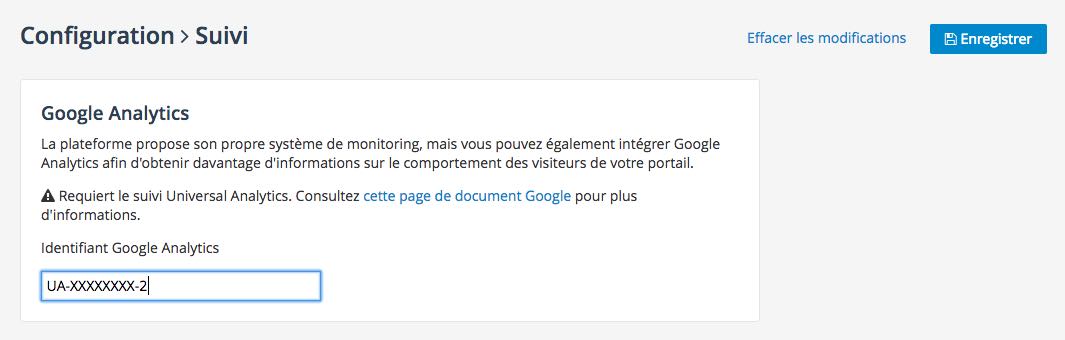 Configuration > Suivi
Effacer les modifications
Enregistrer
Google Analytics
La plateforme propose son propre système de monitoring, mais vous pouvez également intégrer Google
Analytics afin d'obtenir davantage d'informations sur le comportement des visiteurs de votre portail.
Requiert le suivi Universal Analytics. Consultez cette page de document Google pour plus
d'informations.
Identifiant Google Analytics
UA-XXXXXXXX-2